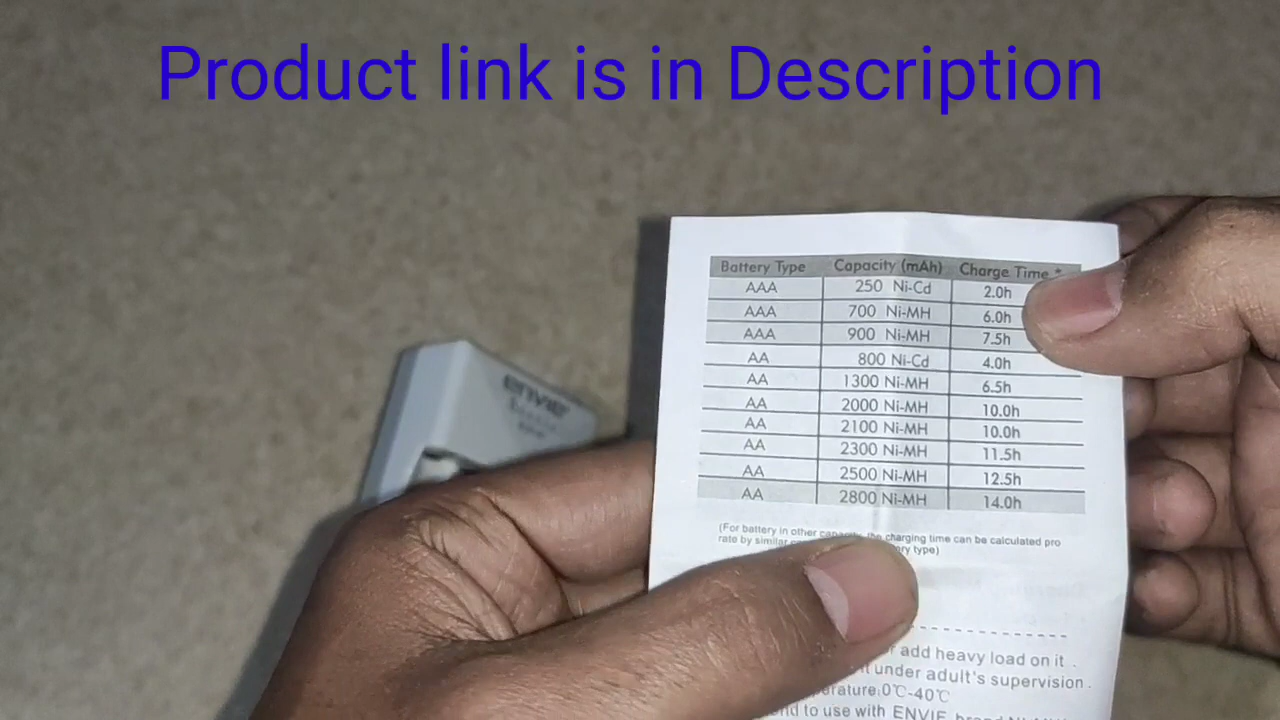 Product link is in Description
Battery Type Capacity (mAh) Charge Time *
AAA 250 Ni-Cd 2.0h
AAA 700 Ni-MH 6.0h
AAA 900 Ni-MH 7.5h
AA 800 Ni-Cd 4.0h
AA 1300 Ni-MH 6.5h
AA 2000 Ni-MH 10.0h
AA 2100 Ni-MH 10.0h
AA 2300 Ni-MH 11.5h
AA 2500 Ni-MH 12.5h
AA 2800 Ni-MH 14.0h
(For battery in other capacity, the charging time can be calculated pro
rate by similar type)
ENVIE
add heavy load on it .
under adult's supervision .
0℃-40℃
to use with ENVIE brand